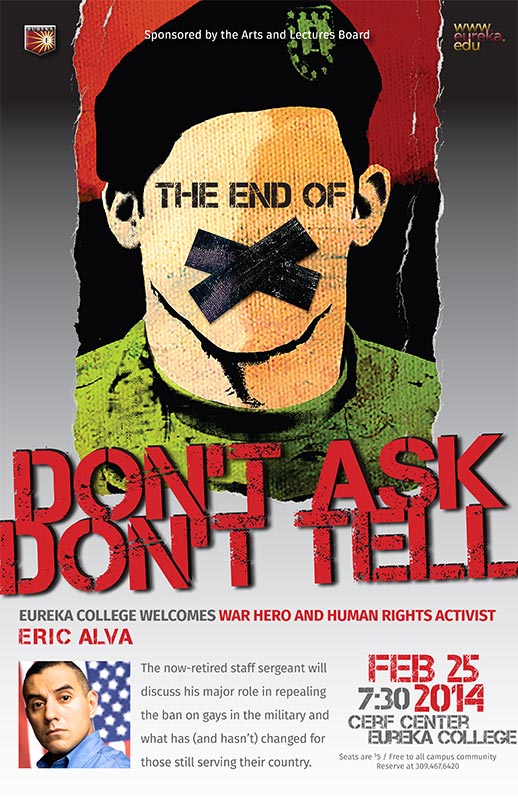 EUREKA
Sponsored by the Arts and Lectures Board
www.
eureka.
edu
THE END OF
DON'T ASK
DON'T TELL
EUREKA COLLEGE WELCOMES WAR HERO AND HUMAN RIGHTS ACTIVIST
ERIC ALVA
The now-retired staff sergeant will
discuss his major role in repealing
the ban on gays in the military and
what has (and hasn't) changed for
those still serving their country.
FEB 25
7:30 2014
CERF CENTER
EUREKA COLLEGE
Seats are $5 / Free to all campus community
Reserve at 309.467.6420